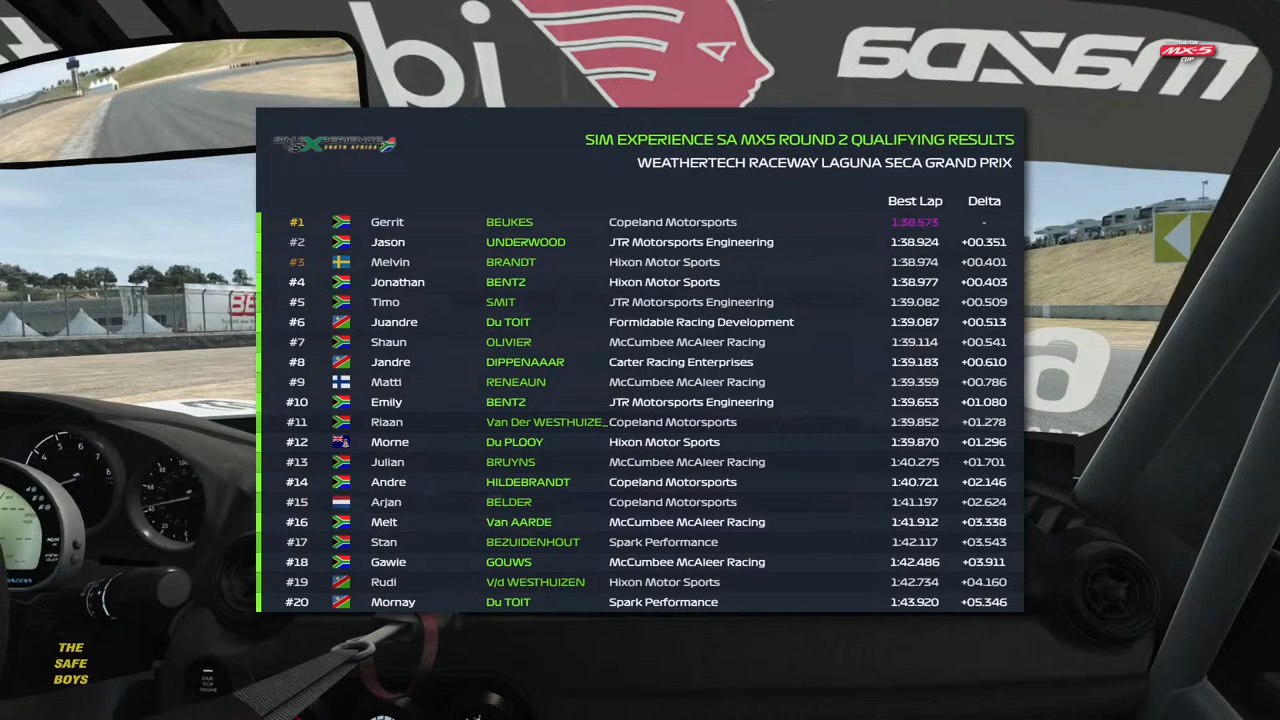 bi
mazda
MAZDA
MX-5
CUP
SIM EXPERIENCE
SOUTH AFRICA
SIM EXPERIENCE SA MX5 ROUND 2 QUALIFYING RESULTS
WEATHERTECH RACEWAY LAGUNA SECA GRAND PRIX
Best Lap Delta
#1 Gerrit BEUKES Copeland Motorsports 1:38.573 -
#2 Jason UNDERWOOD JTR Motorsports Engineering 1:38.924 +00.351
#3 Melvin BRANDT Hixon Motor Sports 1:38.974 +00.401
#4 Jonathan BENTZ Hixon Motor Sports 1:38.977 +00.403
#5 Timo SMIT JTR Motorsports Engineering 1:39.082 +00.509
#6 Juandre Du TOIT Formidable Racing Development 1:39.087 +00.513
#7 Shaun OLIVIER McCumbee McAleer Racing 1:39.114 +00.541
#8 Jandre DIPPENAAAR Carter Racing Enterprises 1:39.183 +00.610
#9 Matti RENEAUN McCumbee McAleer Racing 1:39.359 +00.786
#10 Emily BENTZ JTR Motorsports Engineering 1:39.653 +01.080
#11 Riaan Van Der WESTHUIZE_ Copeland Motorsports 1:39.852 +01.278
#12 Morne Du PLOOY Hixon Motor Sports 1:39.870 +01.296
#13 Julian BRUYNS McCumbee McAleer Racing 1:40.275 +01.701
#14 Andre HILDEBRANDT Copeland Motorsports 1:40.721 +02.146
#15 Arjan BELDER Copeland Motorsports 1:41.197 +02.624
#16 Melt Van AARDE McCumbee McAleer Racing 1:41.912 +03.338
#17 Stan BEZUIDENHOUT Spark Performance 1:42.117 +03.543
#18 Gawie GOUWS McCumbee McAleer Racing 1:42.486 +03.911
#19 Rudi V/d WESTHUIZEN Hixon Motor Sports 1:42.734 +04.160
#20 Mornay Du TOIT Spark Performance 1:43.920 +05.346
THE
SAFE
BOYS